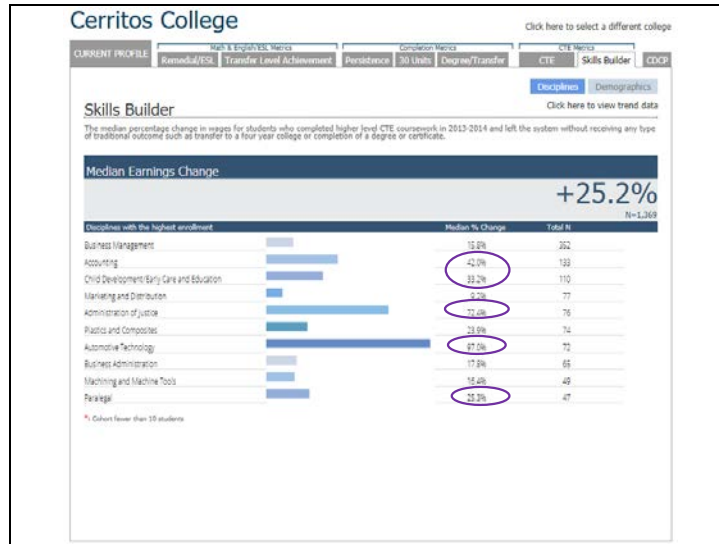 Cerritos College
Click here to select a different college
CURRENT PROFILE
Math & English/ESL Metrics
Completion Metrics
CTE Metrics
Remedial/ESL
Transfer Level Achievement
Persistence
30 Units
Degree/Transfer
CTE
Skills Builder
CDCP
Disciplines
Demographics
Skills Builder
Click here to view trend data
The median percentage change in wages for students who completed higher level CTE coursework in 2013-2014 and left the system without receiving any type
of traditional outcome such as transfer to a four year college or completion of a degree or certificate.
Median Earnings Change
+25.2%
N=1,369
Disciplines with the highest enrollment Median % Change Total N
Business Management 15.8% 352
Accounting 42.0% 133
Child Development/Early Care and Education 33.2% 110
Marketing and Distribution 9.2% 77
Administration of Justice 72.4% 76
Plastics and Composites 23.9% 74
Automotive Technology 97.0% 72
Business Administration 17.8% 65
Machining and Machine Tools 16.4% 49
Paralegal 25.3% 47
*: Cohort fewer than 10 students